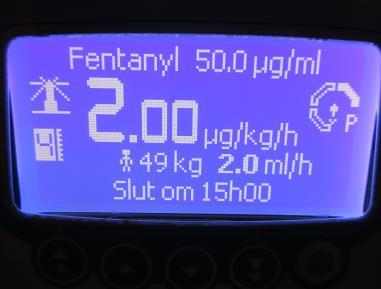 Fentanyl 50.0 µg/ml
2.00 µg/kg/h
49 kg 2.0 ml/h
P
Slut om 15h00